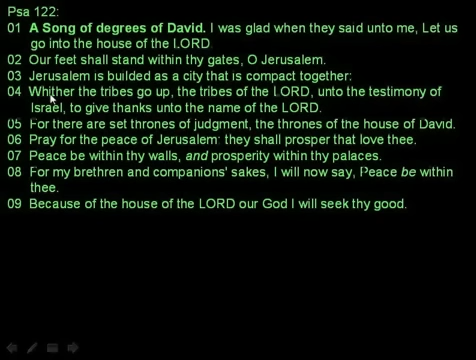 Psa 122:
01 A Song of degrees of David. I was glad when they said unto me, Let us
go into the house of the LORD.
02 Our feet shall stand within thy gates, O Jerusalem.
03 Jerusalem is builded as a city that is compact together:
04 Whither the tribes go up, the tribes of the LORD, unto the testimony of
Israel, to give thanks unto the name of the LORD.
05 For there are set thrones of judgment, the thrones of the house of David.
06 Pray for the peace of Jerusalem: they shall prosper that love thee.
07 Peace be within thy walls, and prosperity within thy palaces.
08 For my brethren and companions' sakes, I will now say, Peace be within
thee.
09 Because of the house of the LORD our God I will seek thy good.